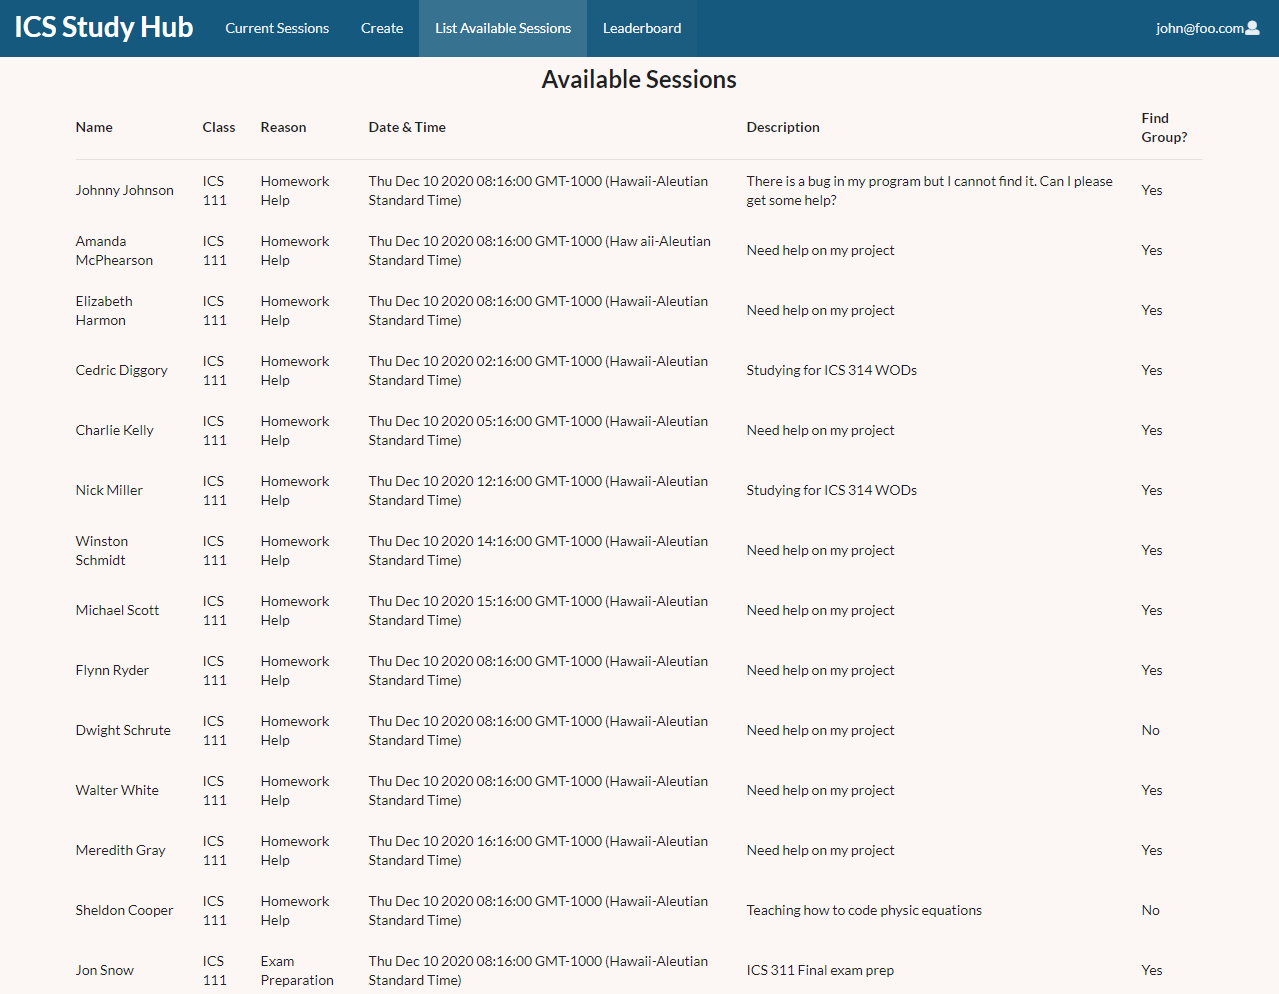 ICS Study Hub Current Sessions Create List Available Sessions Leaderboard john@foo.com
Available Sessions
Name Class Reason Date & Time Description Find
Group?
Johnny Johnson ICS 111 Homework Help Thu Dec 10 2020 08:16:00 GMT-1000 (Hawaii-Aleutian Standard Time) There is a bug in my program but I cannot find it. Can I please get some help? Yes
Amanda McPhearson ICS 111 Homework Help Thu Dec 10 2020 08:16:00 GMT-1000 (Haw aii-Aleutian Standard Time) Need help on my project Yes
Elizabeth Harmon ICS 111 Homework Help Thu Dec 10 2020 08:16:00 GMT-1000 (Hawaii-Aleutian Standard Time) Need help on my project Yes
Cedric Diggory ICS 111 Homework Help Thu Dec 10 2020 02:16:00 GMT-1000 (Hawaii-Aleutian Standard Time) Studying for ICS 314 WODs Yes
Charlie Kelly ICS 111 Homework Help Thu Dec 10 2020 05:16:00 GMT-1000 (Hawaii-Aleutian Standard Time) Need help on my project Yes
Nick Miller ICS 111 Homework Help Thu Dec 10 2020 12:16:00 GMT-1000 (Hawaii-Aleutian Standard Time) Studying for ICS 314 WODs Yes
Winston Schmidt ICS 111 Homework Help Thu Dec 10 2020 14:16:00 GMT-1000 (Hawaii-Aleutian Standard Time) Need help on my project Yes
Michael Scott ICS 111 Homework Help Thu Dec 10 2020 15:16:00 GMT-1000 (Hawaii-Aleutian Standard Time) Need help on my project Yes
Flynn Ryder ICS 111 Homework Help Thu Dec 10 2020 08:16:00 GMT-1000 (Hawaii-Aleutian Standard Time) Need help on my project Yes
Dwight Schrute ICS 111 Homework Help Thu Dec 10 2020 08:16:00 GMT-1000 (Hawaii-Aleutian Standard Time) Need help on my project No
Walter White ICS 111 Homework Help Thu Dec 10 2020 08:16:00 GMT-1000 (Hawaii-Aleutian Standard Time) Need help on my project Yes
Meredith Gray ICS 111 Homework Help Thu Dec 10 2020 16:16:00 GMT-1000 (Hawaii-Aleutian Standard Time) Need help on my project Yes
Sheldon Cooper ICS 111 Homework Help Thu Dec 10 2020 08:16:00 GMT-1000 (Hawaii-Aleutian Standard Time) Teaching how to code physic equations No
Jon Snow ICS 111 Exam Preparation Thu Dec 10 2020 08:16:00 GMT-1000 (Hawaii-Aleutian Standard Time) ICS 311 Final exam prep Yes